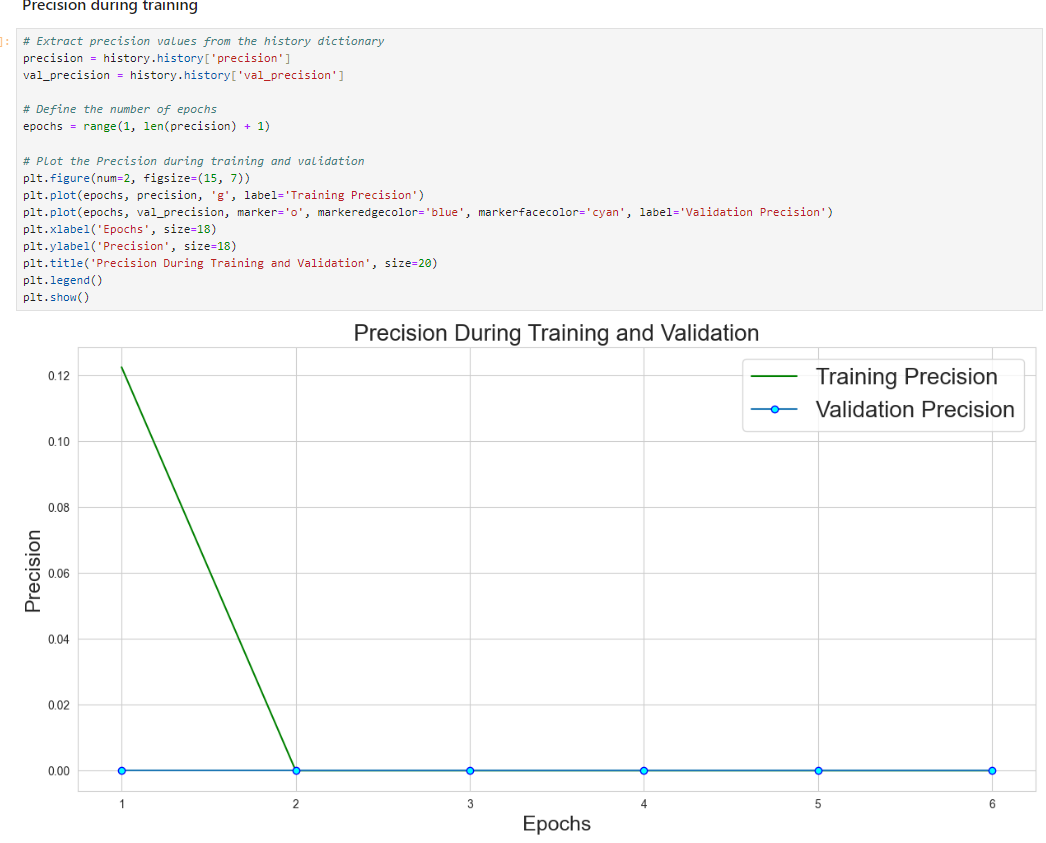 Precision during training
]:
# Extract precision values from the history dictionary
precision = history.history['precision']
val_precision = history.history['val_precision']
# Define the number of epochs
epochs = range(1, len(precision) + 1)
# Plot the Precision during training and validation
plt.figure(num=2, figsize=(15, 7))
plt.plot(epochs, precision, 'g', label='Training Precision')
plt.plot(epochs, val_precision, marker='o', markeredgecolor='blue', markerfacecolor='cyan', label='Validation Precision')
plt.xlabel('Epochs', size=18)
plt.ylabel('Precision', size=18)
plt.title('Precision During Training and Validation', size=20)
plt.legend()
plt.show()
Precision During Training and Validation
Training Precision
Validation Precision
0.12
0.10
0.08
0.06
0.04
0.02
0.00
Precision
1 2 3 4 5 6
Epochs